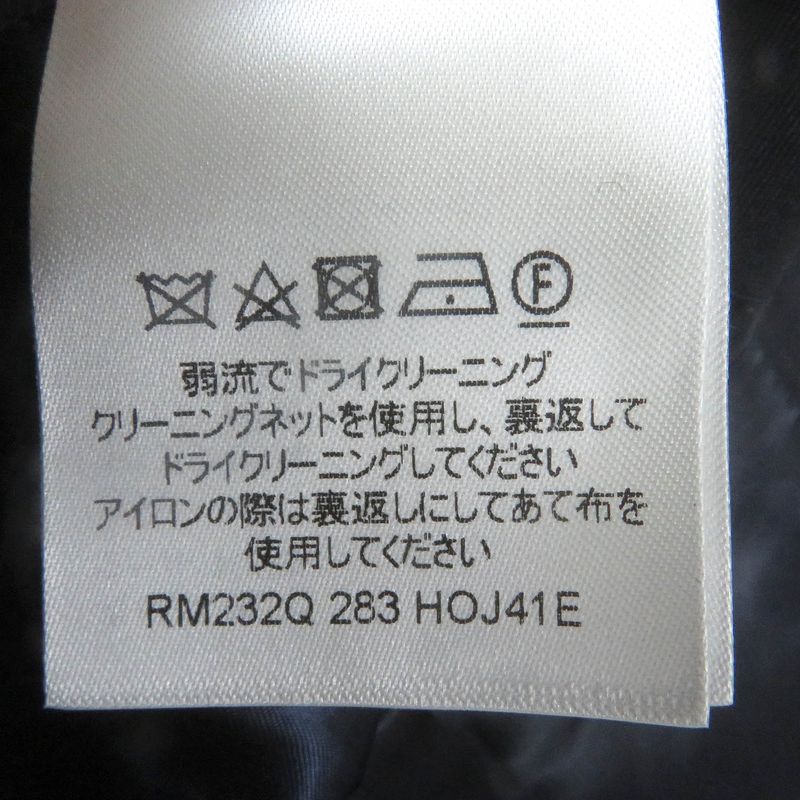 F
弱流でドライクリーニング
クリーニングネットを使用し、裏返して
ドライクリーニングしてください
アイロンの際は裏返しにしてあて布を
使用してください
RM232Q 283 HOJ41E